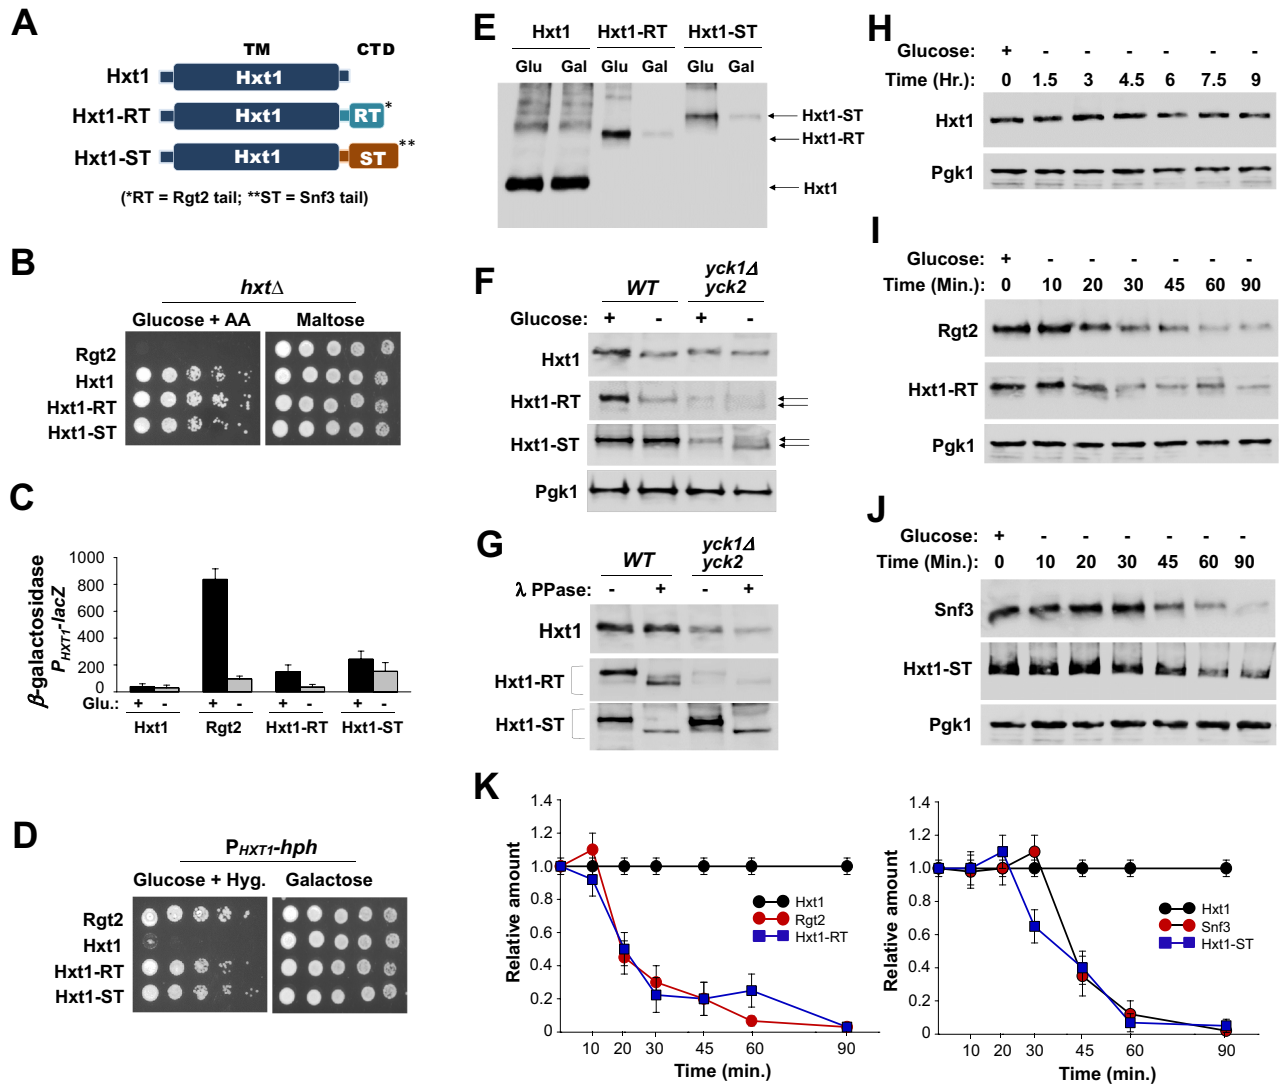 A
TM CTD
Hxt1 Hxt1
Hxt1-RT Hxt1 RT *
Hxt1-ST Hxt1 ST **
(*RT = Rgt2 tail; **ST = Snf3 tail)
B
hxtΔ
Glucose + AA Maltose
Rgt2
Hxt1
Hxt1-RT
Hxt1-ST
C
β-galactosidase
PHXT1-lacZ
1000
800
600
400
200
0
Glu.: + - + - + - + -
Hxt1 Rgt2 Hxt1-RT Hxt1-ST
D
PHXT1-hph
Glucose + Hyg. Galactose
Rgt2
Hxt1
Hxt1-RT
Hxt1-ST
E
Hxt1 Hxt1-RT Hxt1-ST
Glu Gal Glu Gal Glu Gal
Hxt1-ST
Hxt1-RT
Hxt1
F
WT yck1Δ yck2
Glucose: + - + -
Hxt1
Hxt1-RT
Hxt1-ST
Pgk1
G
WT yck1Δ yck2
λ PPase: - + - +
Hxt1
Hxt1-RT
Hxt1-ST
H
Glucose: + - - - - - -
Time (Hr.): 0 1.5 3 4.5 6 7.5 9
Hxt1
Pgk1
I
Glucose: + - - - - - -
Time (Min.): 0 10 20 30 45 60 90
Rgt2
Hxt1-RT
Pgk1
J
Glucose: + - - - - - -
Time (Min.): 0 10 20 30 45 60 90
Snf3
Hxt1-ST
Pgk1
K
Relative amount
1.4
1.2
1.0
0.8
0.6
0.4
0.2
0
Hxt1
Rgt2
Hxt1-RT
10 20 30 45 60 90
Time (min.)
Relative amount
1.4
1.2
1.0
0.8
0.6
0.4
0.2
0
Hxt1
Snf3
Hxt1-ST
10 20 30 45 60 90
Time (min.)